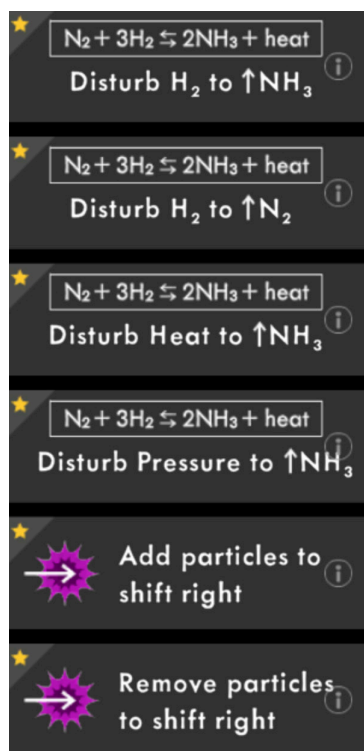 N₂ + 3H₂ ⇆ 2NH₃ + heat
Disturb H₂ to ↑NH₃
N₂ + 3H₂ ⇆ 2NH₃ + heat
Disturb H₂ to ↑N₂
N₂ + 3H₂ ⇆ 2NH₃ + heat
Disturb Heat to ↑NH₃
N₂ + 3H₂ ⇆ 2NH₃ + heat
Disturb Pressure to ↑NH₃
Add particles to
shift right
Remove particles
to shift right